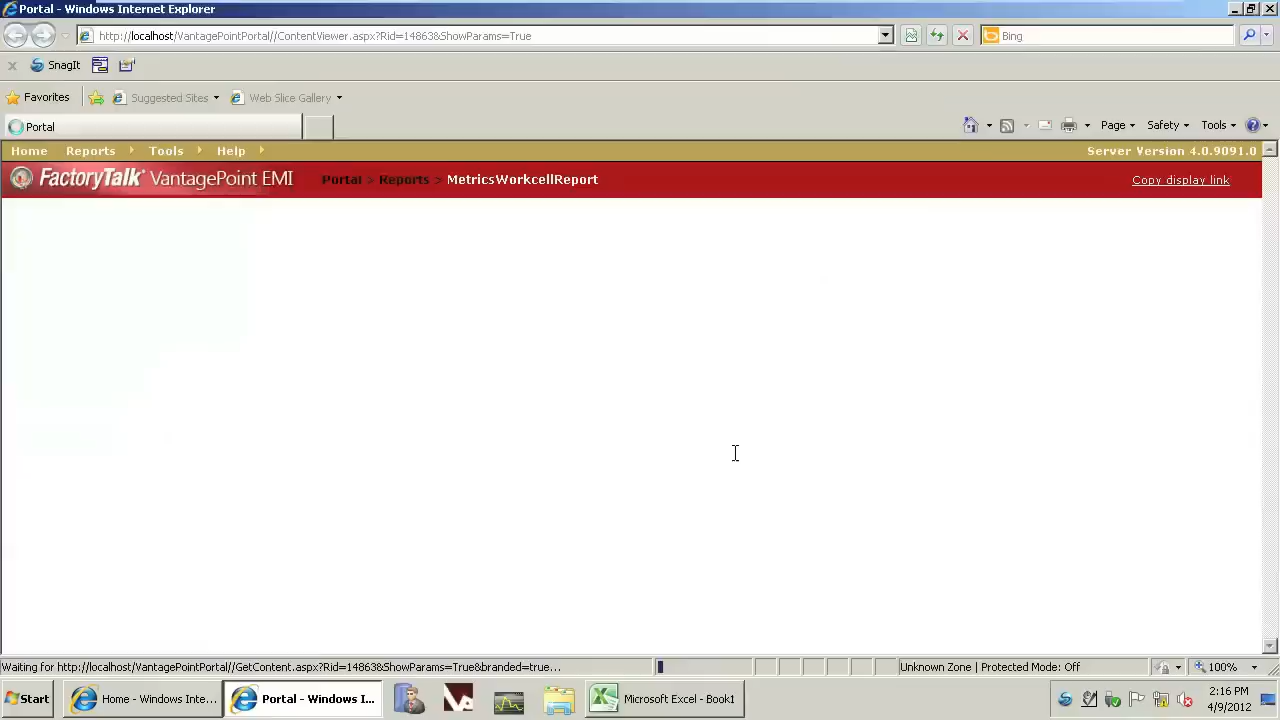 Portal - Windows Internet Explorer
http://localhost/VantagePointPortal//ContentViewer.aspx?Rid=14863&ShowParams=True
Bing
SnagIt
Favorites
Suggested Sites
Web Slice Gallery
Portal
Page
Safety
Tools
Home
Reports
Tools
Help
Server Version 4.0.9091.0
FactoryTalk® VantagePoint EMI
Portal > Reports > MetricsWorkcellReport
Copy display link
Waiting for http://localhost/VantagePointPortal//GetContent.aspx?Rid=14863&ShowParams=True&branded=true...
Unknown Zone | Protected Mode: Off
100%
Start
Home - Windows Inte...
Portal - Windows I...
Microsoft Excel - Book1
2:16 PM
4/9/2012